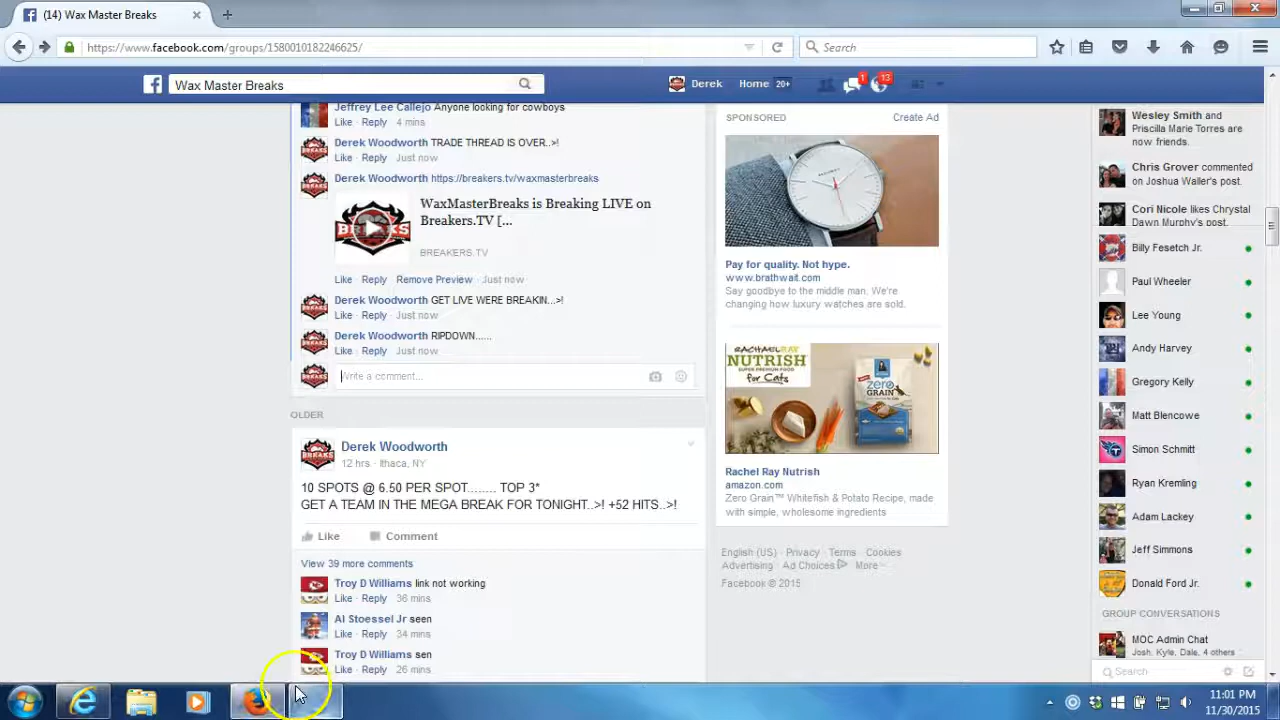 (14) Wax Master Breaks
https://www.facebook.com/groups/1580010182246625/
Search
Wax Master Breaks
Derek
Home 20+
1
13
Jeffrey Lee Callejo Anyone looking for cowboys
Like · Reply · 4 mins
Derek Woodworth TRADE THREAD IS OVER..>!
Like · Reply · Just now
Derek Woodworth https://breakers.tv/waxmasterbreaks
WaxMasterBreaks is Breaking LIVE on
Breakers.TV [...
BREAKERS.TV
Like · Reply · Remove Preview · Just now
Derek Woodworth GET LIVE WERE BREAKIN...>!
Like · Reply · Just now
Derek Woodworth RIPDOWN......
Like · Reply · Just now
Write a comment...
OLDER
Derek Woodworth
12 hrs · Ithaca, NY
10 SPOTS @ 6.50 PER SPOT........ TOP 3*
GET A TEAM IN THE MEGA BREAK FOR TONIGHT..>! +52 HITS..>!
Like
Comment
View 39 more comments
Troy D Williams link not working
Like · Reply · 36 mins
Al Stoessel Jr seen
Like · Reply · 34 mins
Troy D Williams sen
Like · Reply · 26 mins
SPONSORED
Create Ad
Pay for quality. Not hype.
www.brathwait.com
Say goodbye to the middle man. We're
changing how luxury watches are sold.
RACHAEL RAY
NUTRISH
for Cats
ZERO
GRAIN
Rachel Ray Nutrish
amazon.com
Zero Grain™ Whitefish & Potato Recipe, made
with simple, wholesome ingredients
English (US) · Privacy · Terms · Cookies
Advertising · Ad Choices · More
Facebook © 2015
Wesley Smith and
Priscilla Marie Torres are
now friends.
Chris Grover commented
on Joshua Waller's post.
Cori Nicole likes Chrystal
Dawn Murphy's post.
Billy Fesetch Jr.
Paul Wheeler
Lee Young
Andy Harvey
Gregory Kelly
Matt Blencowe
Simon Schmitt
Ryan Kremling
Adam Lackey
Jeff Simmons
Donald Ford Jr.
GROUP CONVERSATIONS
MOC Admin Chat
Josh, Kyle, Dale, 4 others
Search
11:01 PM
11/30/2015